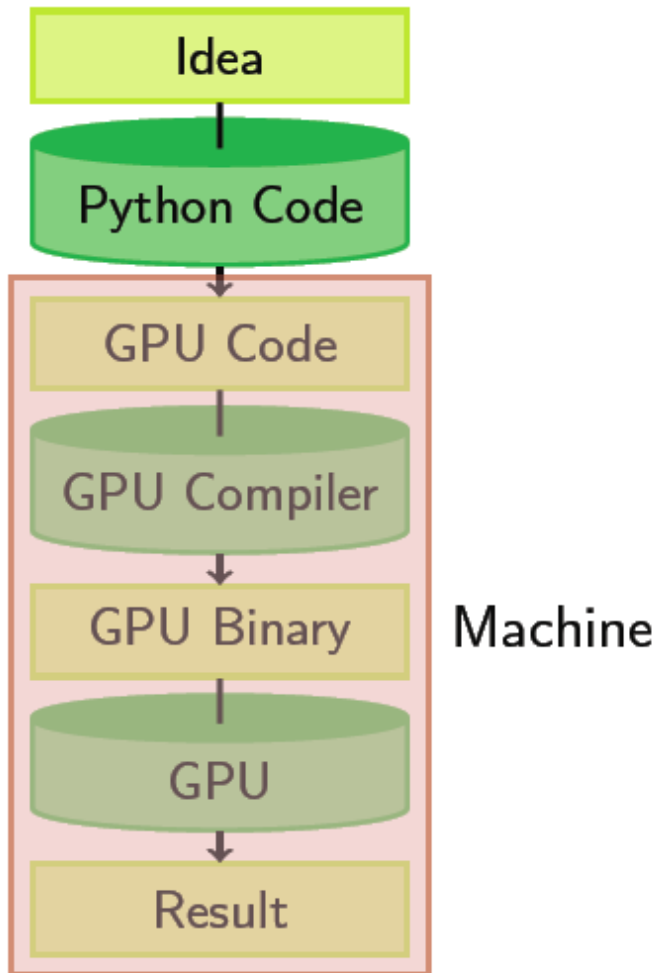 Idea
Python Code
GPU Code
GPU Compiler
GPU Binary
Machine
GPU
Result